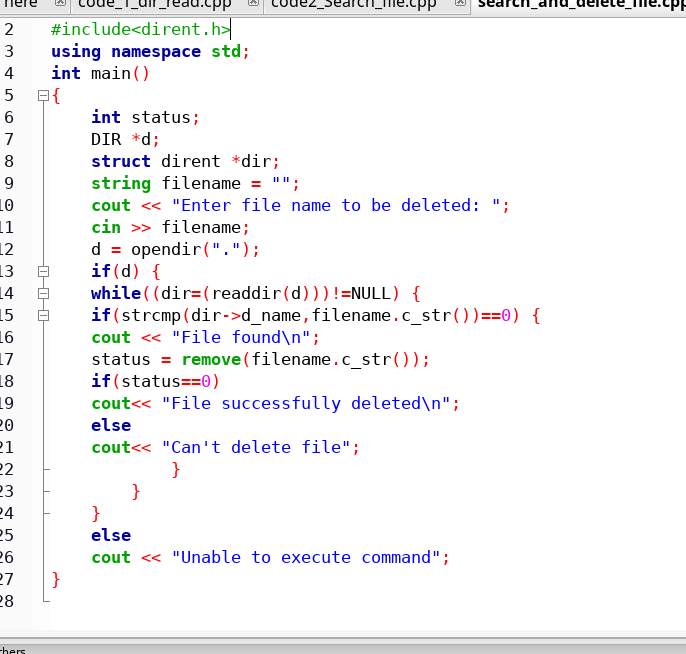 here code_1_dir_read.cpp code2_Search_file.cpp search_and_delete_file.cpp
2 #include<dirent.h>
3 using namespace std;
4 int main()
5 {
6 int status;
7 DIR *d;
8 struct dirent *dir;
9 string filename = "";
10 cout << "Enter file name to be deleted: ";
11 cin >> filename;
12 d = opendir(".");
13 if(d) {
14 while((dir=(readdir(d)))!=NULL) {
15 if(strcmp(dir->d_name,filename.c_str())==0) {
16 cout << "File found\n";
17 status = remove(filename.c_str());
18 if(status==0)
19 cout<< "File successfully deleted\n";
20 else
21 cout<< "Can't delete file";
22 }
23 }
24 }
25 else
26 cout << "Unable to execute command";
27 }
28